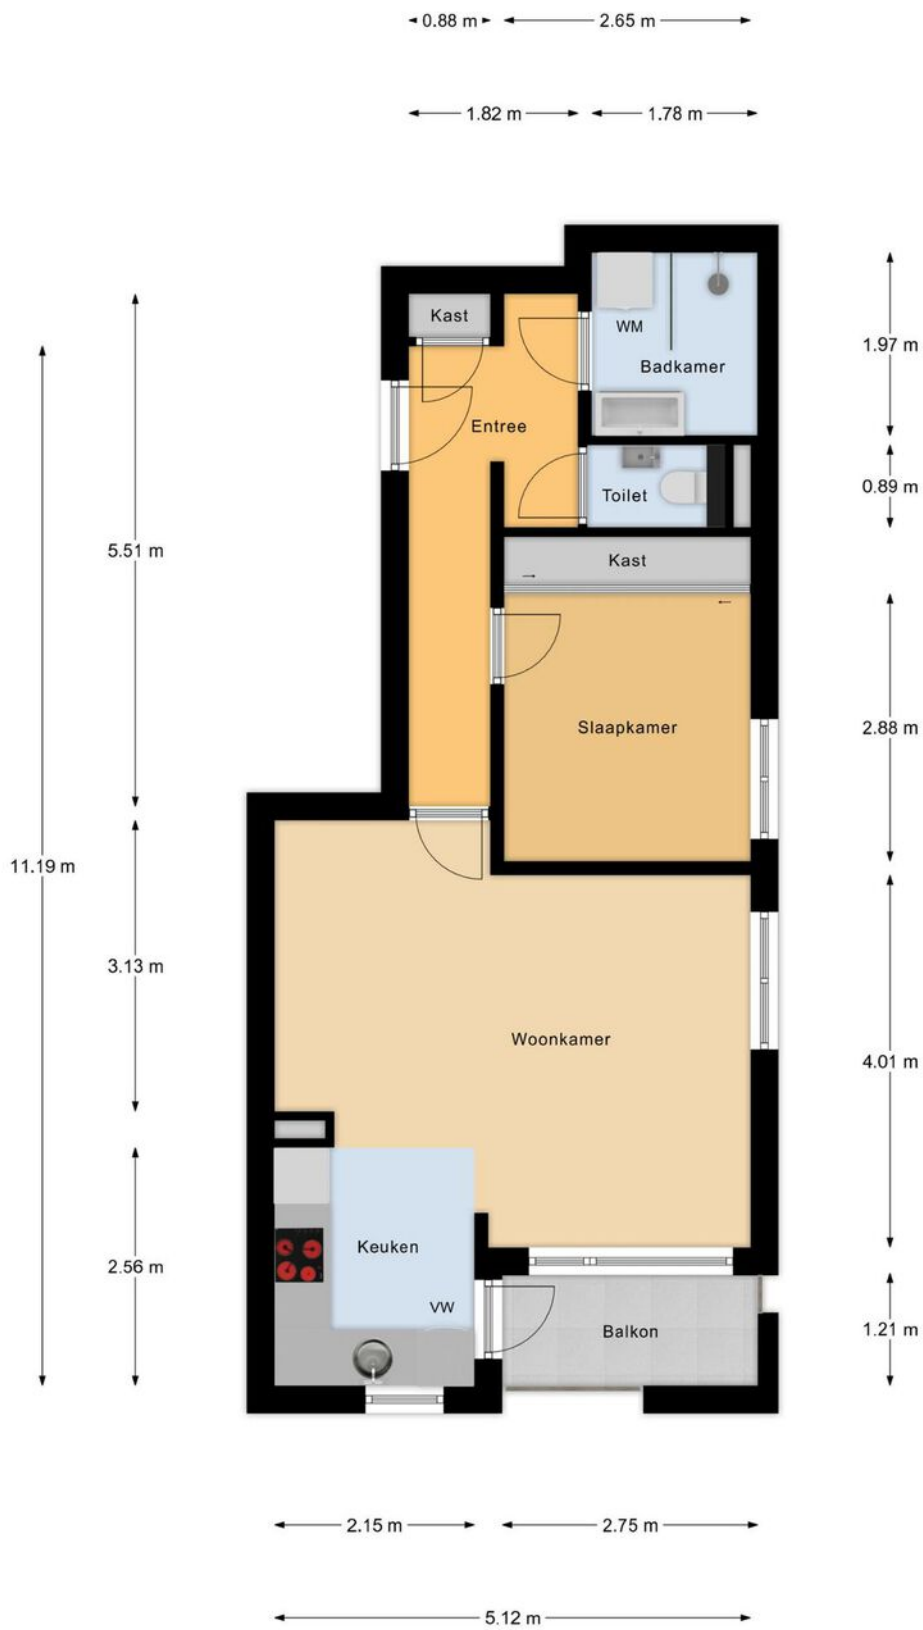 0.88 m
2.65 m
1.82 m
1.78 m
Kast
WM
Badkamer
1.97 m
Entree
Toilet
0.89 m
5.51 m
Kast
Slaapkamer
2.88 m
11.19 m
3.13 m
Woonkamer
4.01 m
Keuken
2.56 m
VW
Balkon
1.21 m
2.15 m
2.75 m
5.12 m